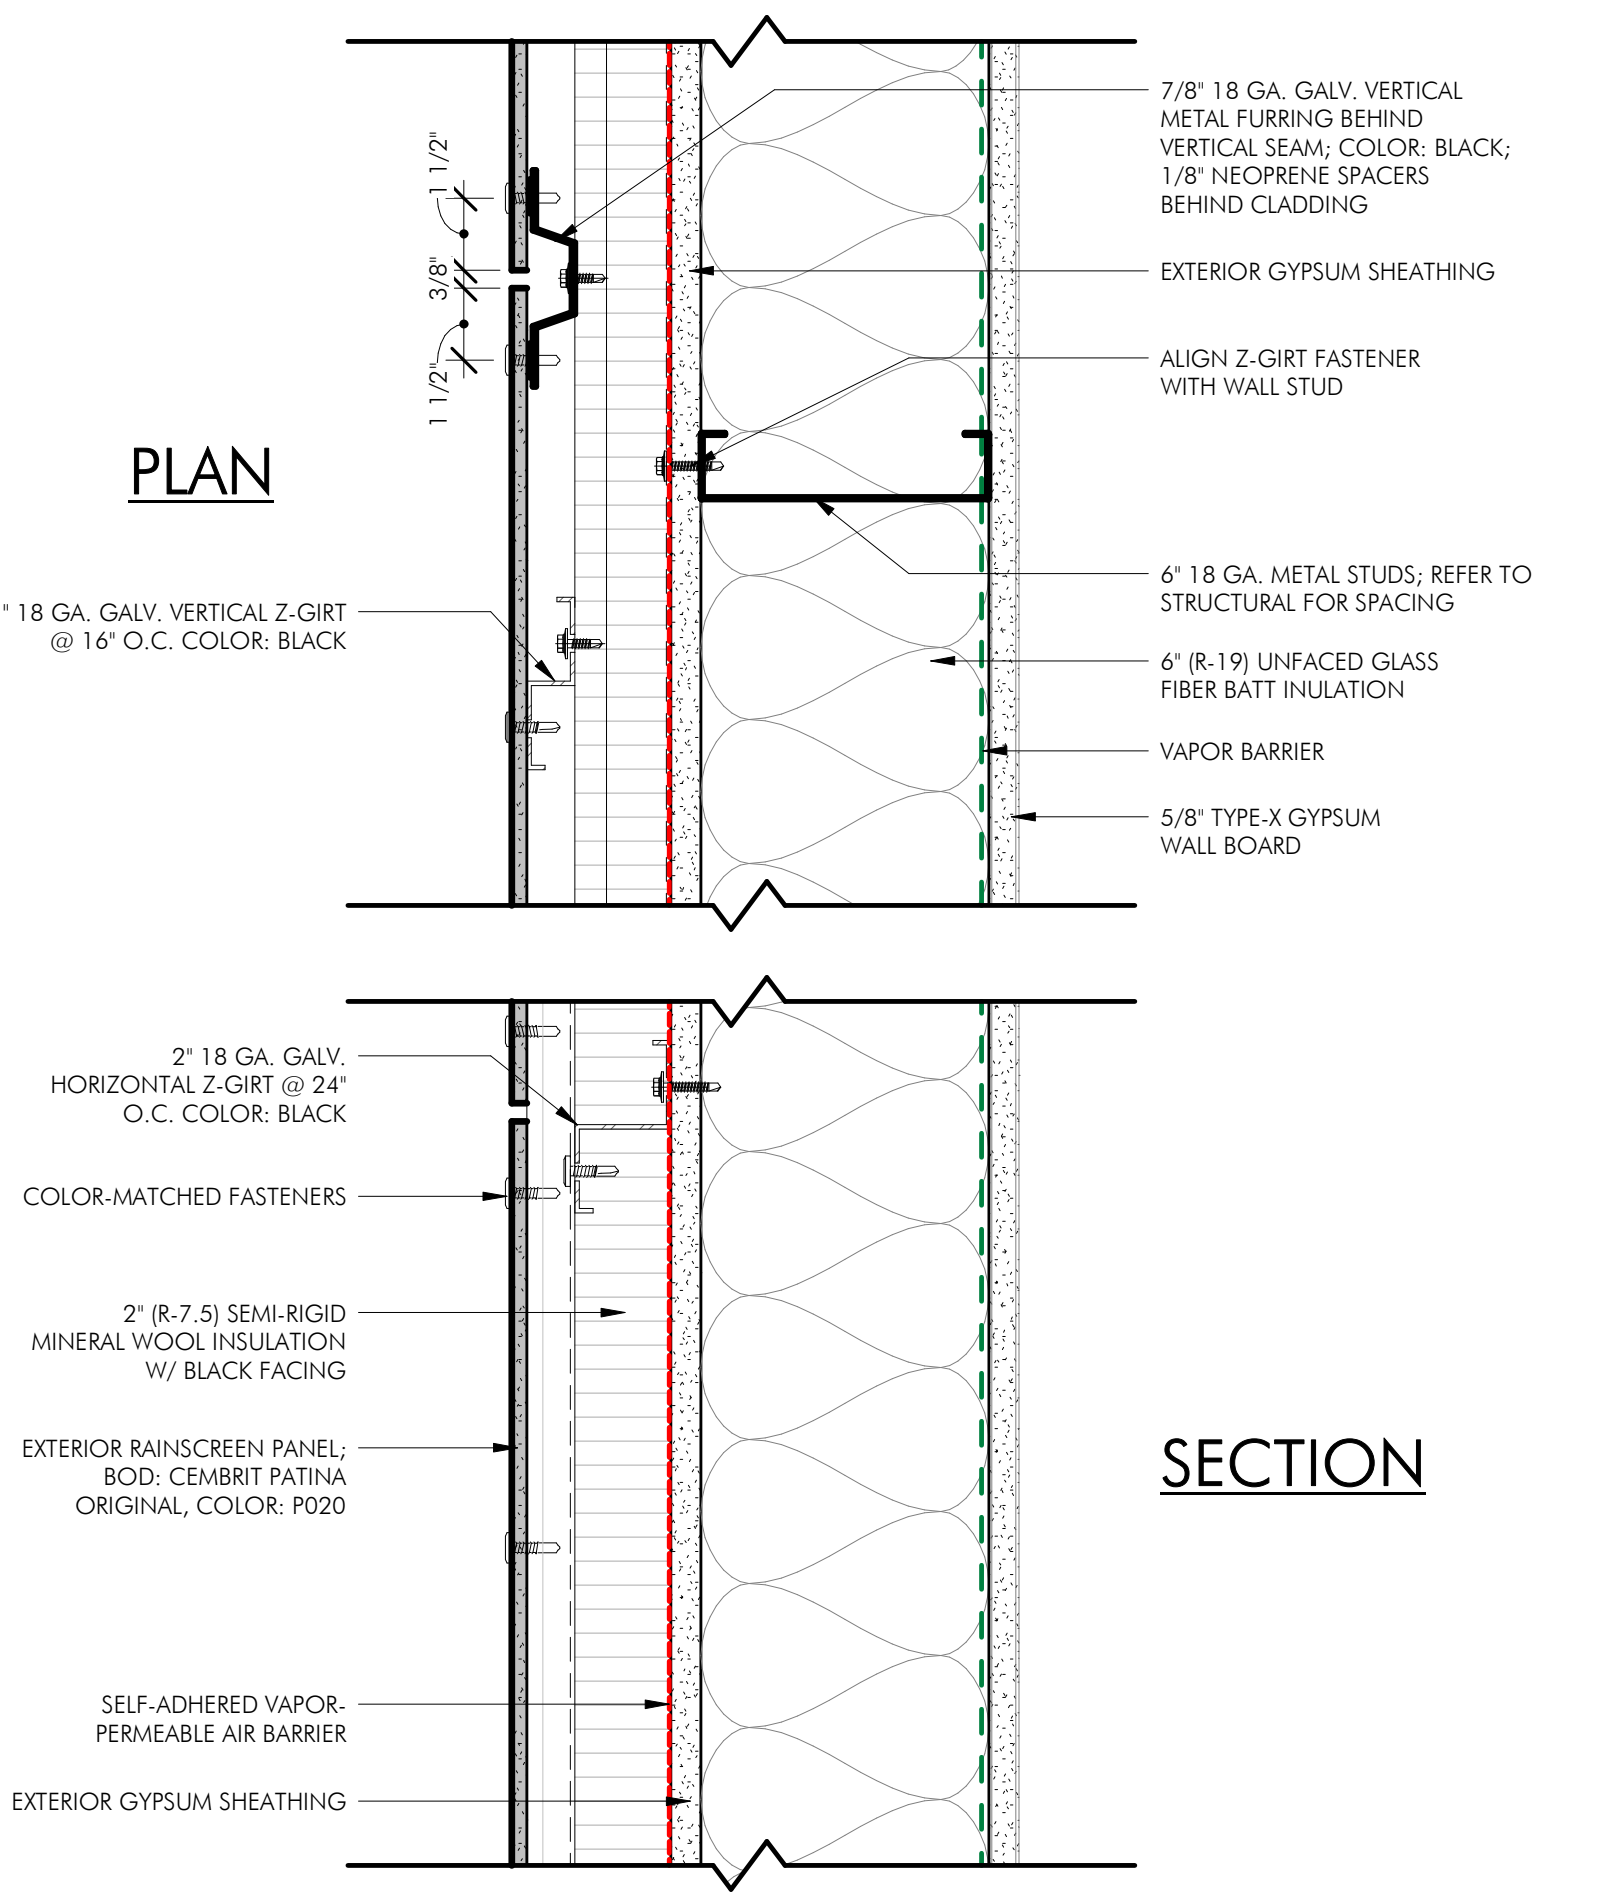 7/8" 18 GA. GALV. VERTICAL
METAL FURRING BEHIND
VERTICAL SEAM; COLOR: BLACK;
1/8" NEOPRENE SPACERS
BEHIND CLADDING
1 1/2"
3/8"
1 1/2"
EXTERIOR GYPSUM SHEATHING
ALIGN Z-GIRT FASTENER
WITH WALL STUD
PLAN
6" 18 GA. METAL STUDS; REFER TO
STRUCTURAL FOR SPACING
" 18 GA. GALV. VERTICAL Z-GIRT
@ 16" O.C. COLOR: BLACK
6" (R-19) UNFACED GLASS
FIBER BATT INULATION
VAPOR BARRIER
5/8" TYPE-X GYPSUM
WALL BOARD
2" 18 GA. GALV.
HORIZONTAL Z-GIRT @ 24"
O.C. COLOR: BLACK
COLOR-MATCHED FASTENERS
2" (R-7.5) SEMI-RIGID
MINERAL WOOL INSULATION
W/ BLACK FACING
EXTERIOR RAINSCREEN PANEL;
BOD: CEMBRIT PATINA
ORIGINAL, COLOR: P020
SECTION
SELF-ADHERED VAPOR-
PERMEABLE AIR BARRIER
EXTERIOR GYPSUM SHEATHING